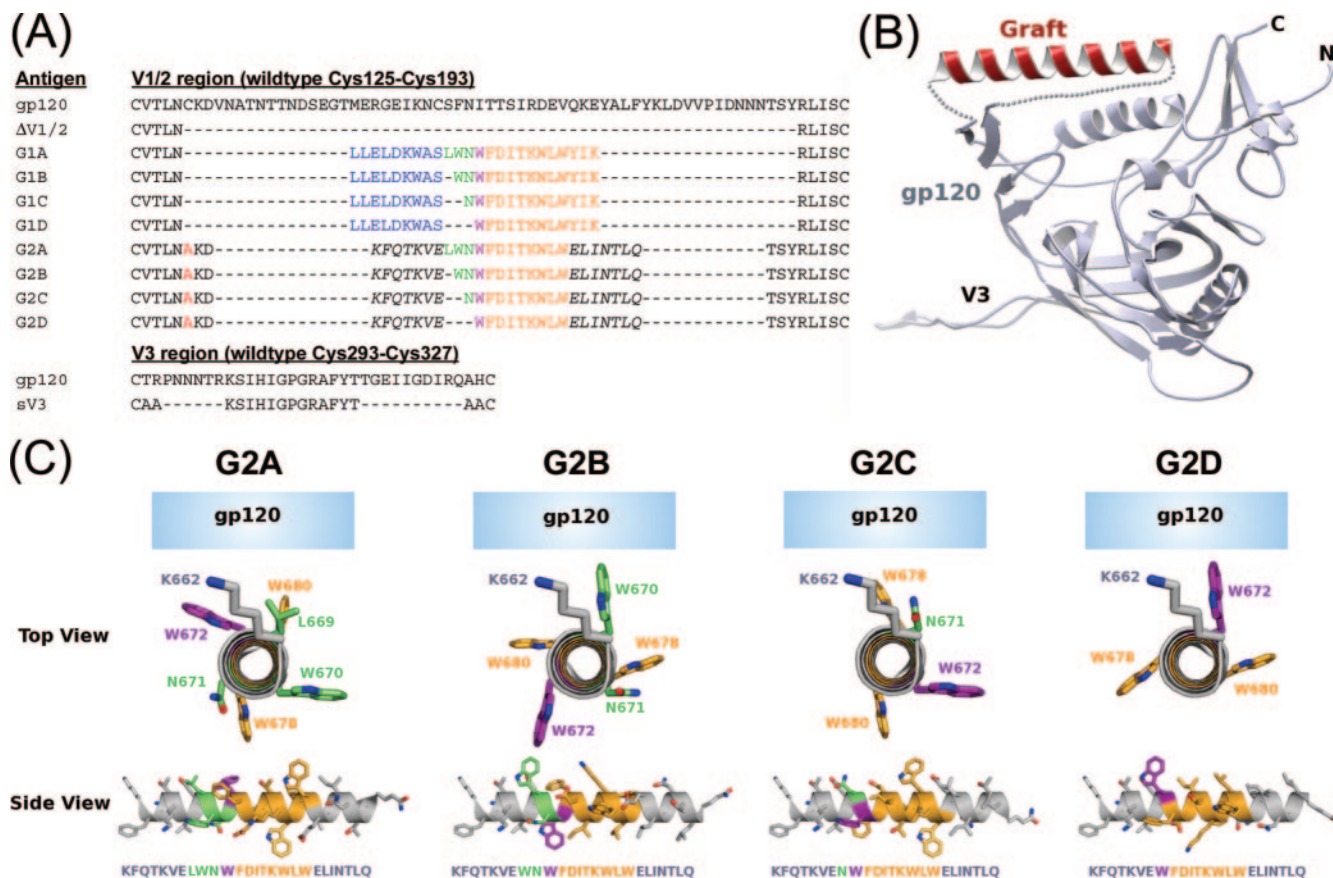 (A)
Antigen V1/2 region (wildtype Cys125-Cys193)
gp120 CVTLNCKDVNATNTTNDSEGTMERGEIKNCSFNITTSIRDEVQKEYALFYKLDVVPIDNNNTSYRLISC
ΔV1/2 CVTLN-----------------------------------------------------------RLISC
G1A CVTLN----------------LLELDKWASLWNWFDITKWLWYIK-------------------RLISC
G1B CVTLN----------------LLELDKWAS-WNWFDITKWLWYIK-------------------RLISC
G1C CVTLN----------------LLELDKWAS--NWFDITKWLWYIK-------------------RLISC
G1D CVTLN----------------LLELDKWAS---WFDITKWLWYIK-------------------RLISC
G2A CVTLNAKD---------------KFQTKVELWNWFDITKWLWELINTLQ------------TSYRLISC
G2B CVTLNAKD---------------KFQTKVE-WNWFDITKWLWELINTLQ------------TSYRLISC
G2C CVTLNAKD---------------KFQTKVE--NWFDITKWLWELINTLQ------------TSYRLISC
G2D CVTLNAKD---------------KFQTKVE---WFDITKWLWELINTLQ------------TSYRLISC
V3 region (wildtype Cys293-Cys327)
gp120 CTRPNNNTRKSIHIGPGRAFYTTGEIIGDIRQAHC
sV3 CAA------KSIHIGPGRAFYT----------AAC
(B)
Graft
C
N
gp120
V3
(C)
G2A G2B G2C G2D
gp120 gp120 gp120 gp120
Top View
K662 W680 L669 W672 N671 W670 W678
K662 W670 W680 W678 N671 W672
K662 W678 N671 W672 W680
K662 W672 W678 W680
Side View
KFQTKVELWNWFDITKWLWELINTLQ
KFQTKVEWNWFDITKWLWELINTLQ
KFQTKVENWFDITKWLWELINTLQ
KFQTKVEWFDITKWLWELINTLQ